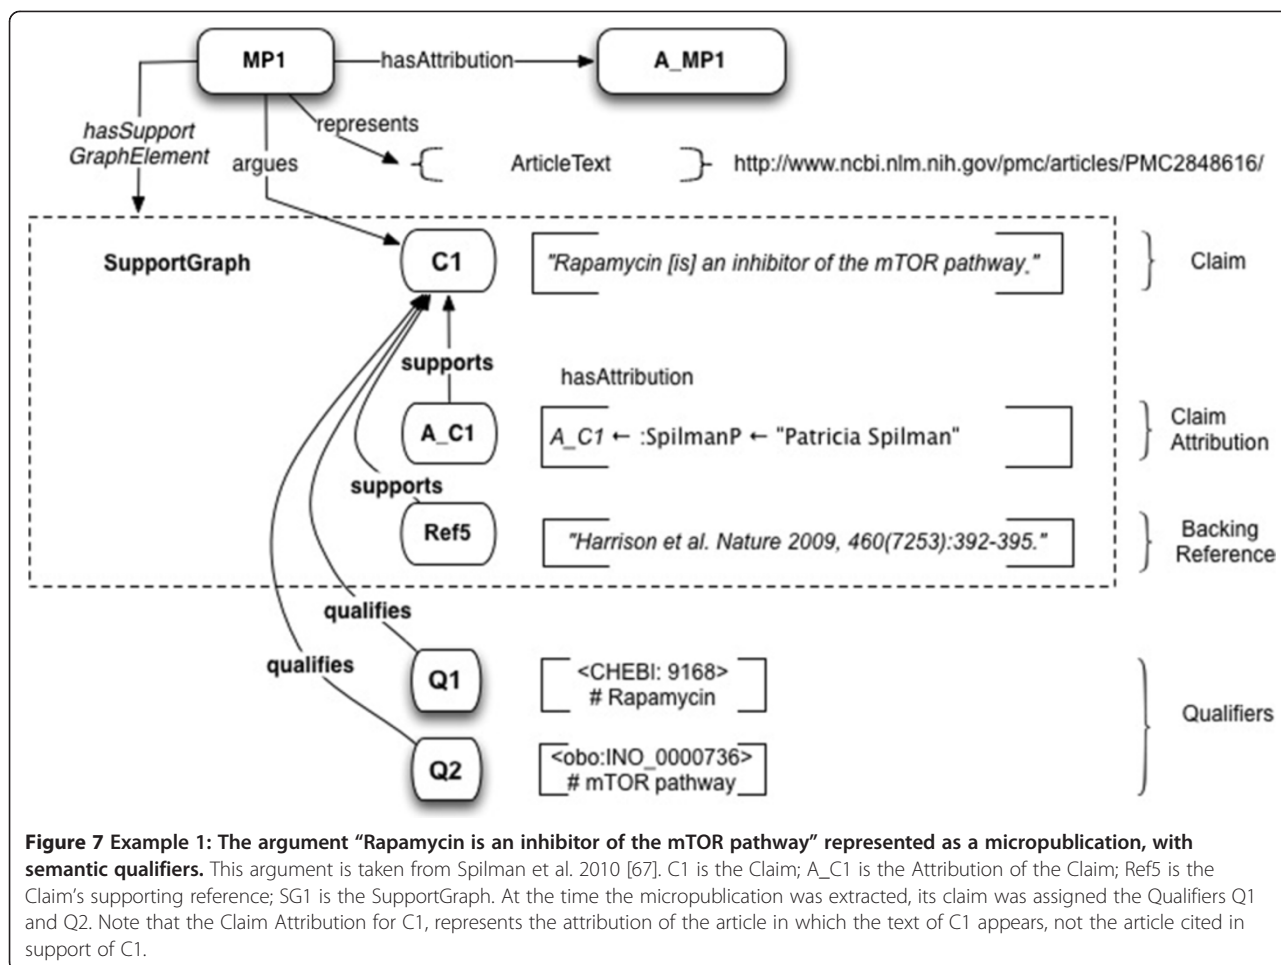 MP1
hasAttribution
A_MP1
hasSupport
GraphElement
argues
represents
ArticleText
http://www.ncbi.nlm.nih.gov/pmc/articles/PMC2848616/
SupportGraph
C1
"Rapamycin [is] an inhibitor of the mTOR pathway."
Claim
supports
hasAttribution
A_C1
A_C1 ← :SpilmanP ← "Patricia Spilman"
Claim
Attribution
supports
Ref5
"Harrison et al. Nature 2009, 460(7253):392-395."
Backing
Reference
qualifies
qualifies
Q1
<CHEBI: 9168>
# Rapamycin
Qualifiers
Q2
<obo:INO_0000736>
# mTOR pathway
Figure 7 Example 1: The argument “Rapamycin is an inhibitor of the mTOR pathway” represented as a micropublication, with
semantic qualifiers. This argument is taken from Spilman et al. 2010 [67]. C1 is the Claim; A_C1 is the Attribution of the Claim; Ref5 is the
Claim’s supporting reference; SG1 is the SupportGraph. At the time the micropublication was extracted, its claim was assigned the Qualifiers Q1
and Q2. Note that the Claim Attribution for C1, represents the attribution of the article in which the text of C1 appears, not the article cited in
support of C1.